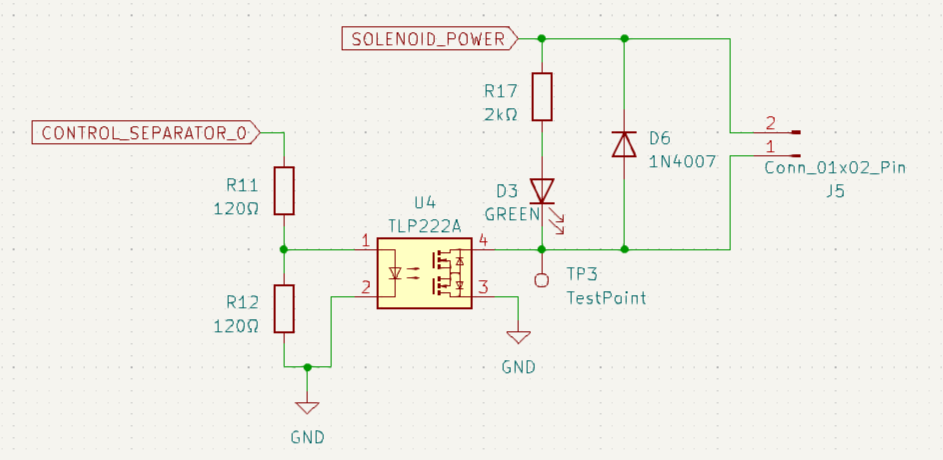 SOLENOID_POWER
R17
2kΩ
CONTROL_SEPARATOR_0
D6
1N4007
2
1
Conn_01x02_Pin
J5
R11
120Ω
D3
GREEN
U4
TLP222A
1
4
2
3
TP3
TestPoint
R12
120Ω
GND
GND